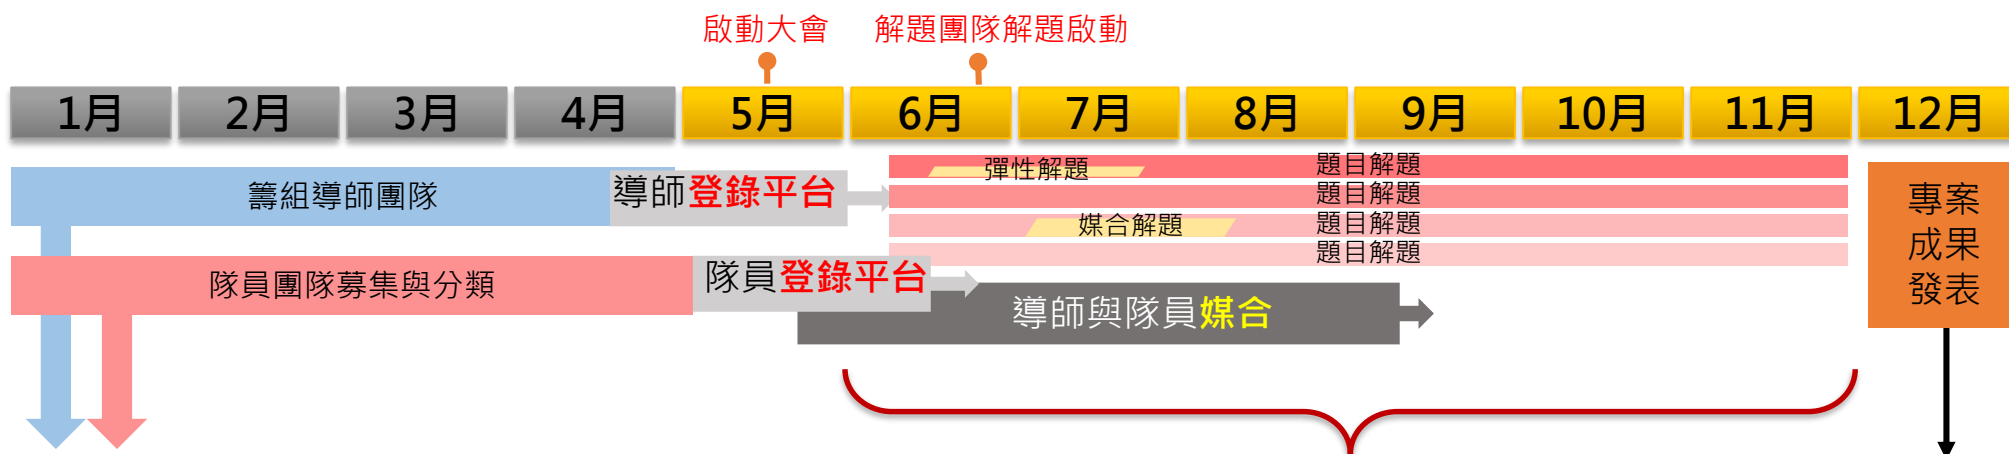 啟動大會
解題團隊解題啟動
1月
2月
3月
4月
5月
6月
7月
8月
9月
10月
11月
12月
籌組導師團隊
導師登錄平台
彈性解題
題目解題
題目解題
媒合解題
題目解題
題目解題
隊員團隊募集與分類
隊員登錄平台
導師與隊員媒合
專案
成果
發表